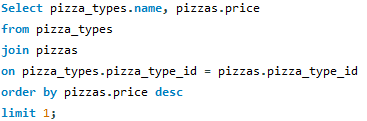 Select pizza_types.name, pizzas.price
from pizza_types
join pizzas
on pizza_types.pizza_type_id = pizzas.pizza_type_id
order by pizzas.price desc
limit 1;